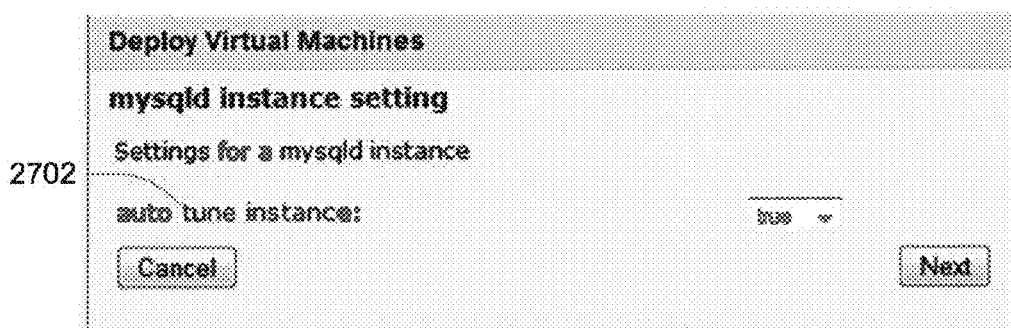 Deploy Virtual Machines
mysqld instance setting
Settings for a mysqld instance
2702
auto tune instance: true
Cancel Next